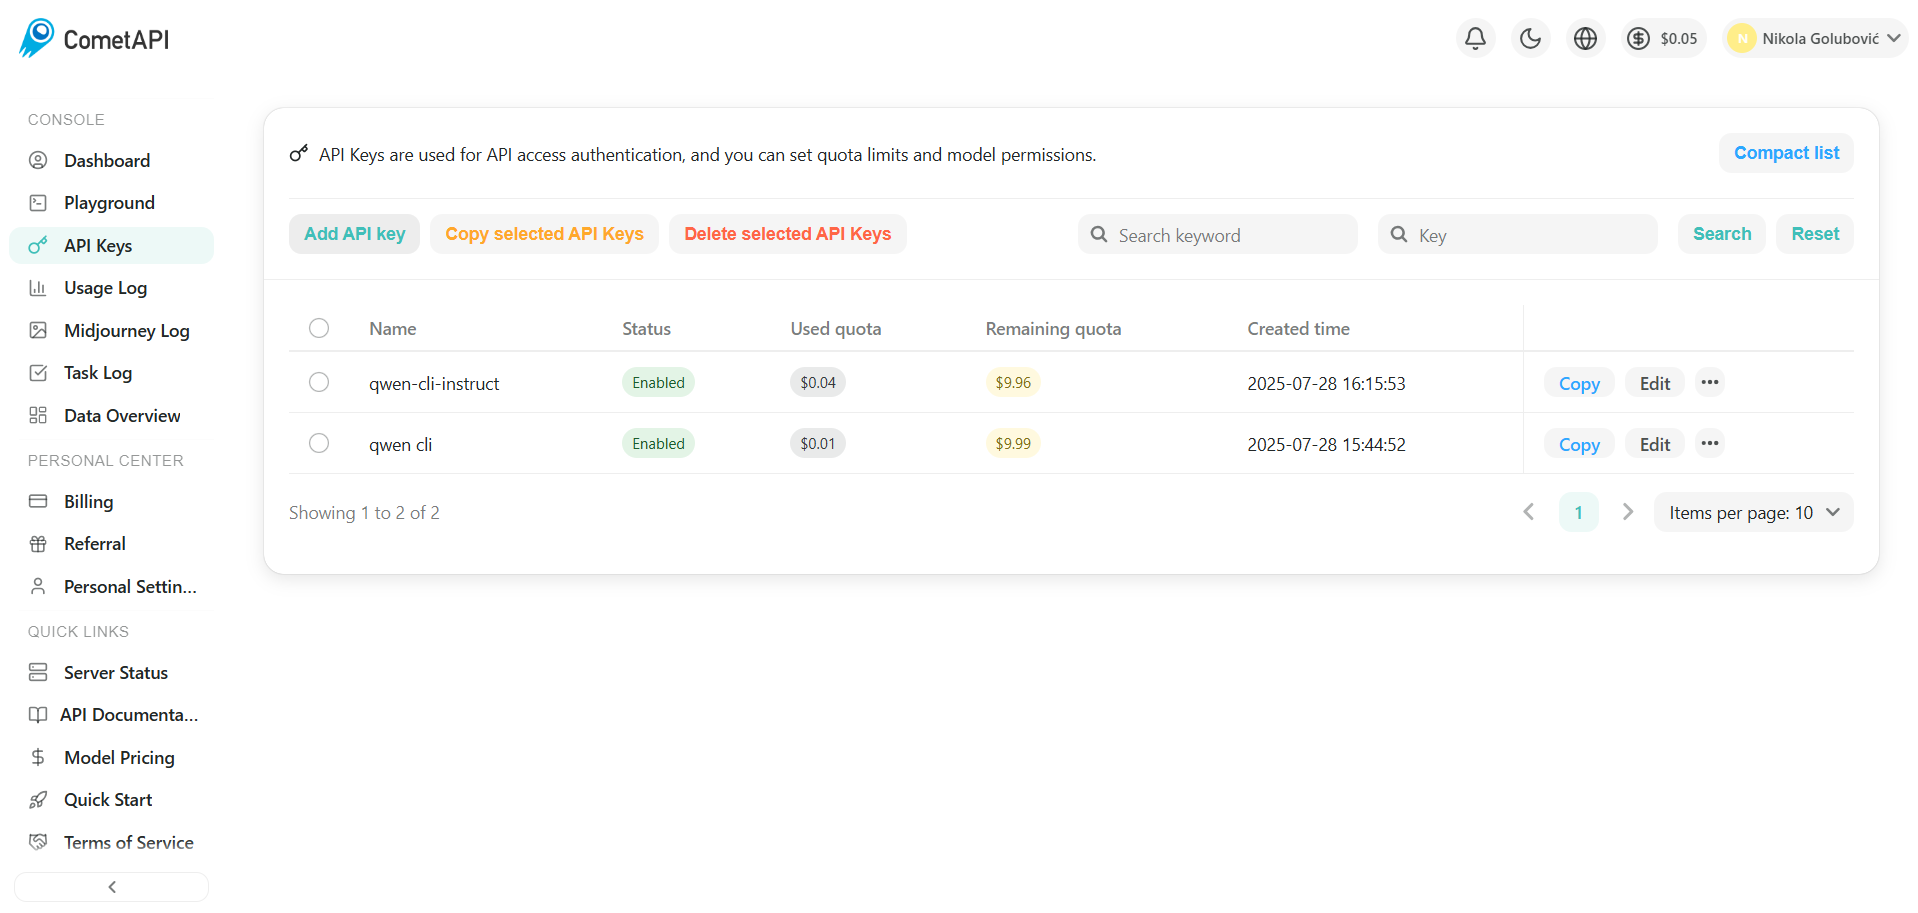 CometAPI
$0.05
N
Nikola Golubović
CONSOLE
Dashboard
Playground
API Keys
Usage Log
Midjourney Log
Task Log
Data Overview
PERSONAL CENTER
Billing
Referral
Personal Settin...
QUICK LINKS
Server Status
API Documenta...
Model Pricing
Quick Start
Terms of Service
API Keys are used for API access authentication, and you can set quota limits and model permissions.
Compact list
Add API key Copy selected API Keys Delete selected API Keys Search keyword Key Search Reset
Name Status Used quota Remaining quota Created time
qwen-cli-instruct Enabled $0.04 $9.96 2025-07-28 16:15:53 Copy Edit •••
qwen cli Enabled $0.01 $9.99 2025-07-28 15:44:52 Copy Edit •••
Showing 1 to 2 of 2 1 Items per page: 10